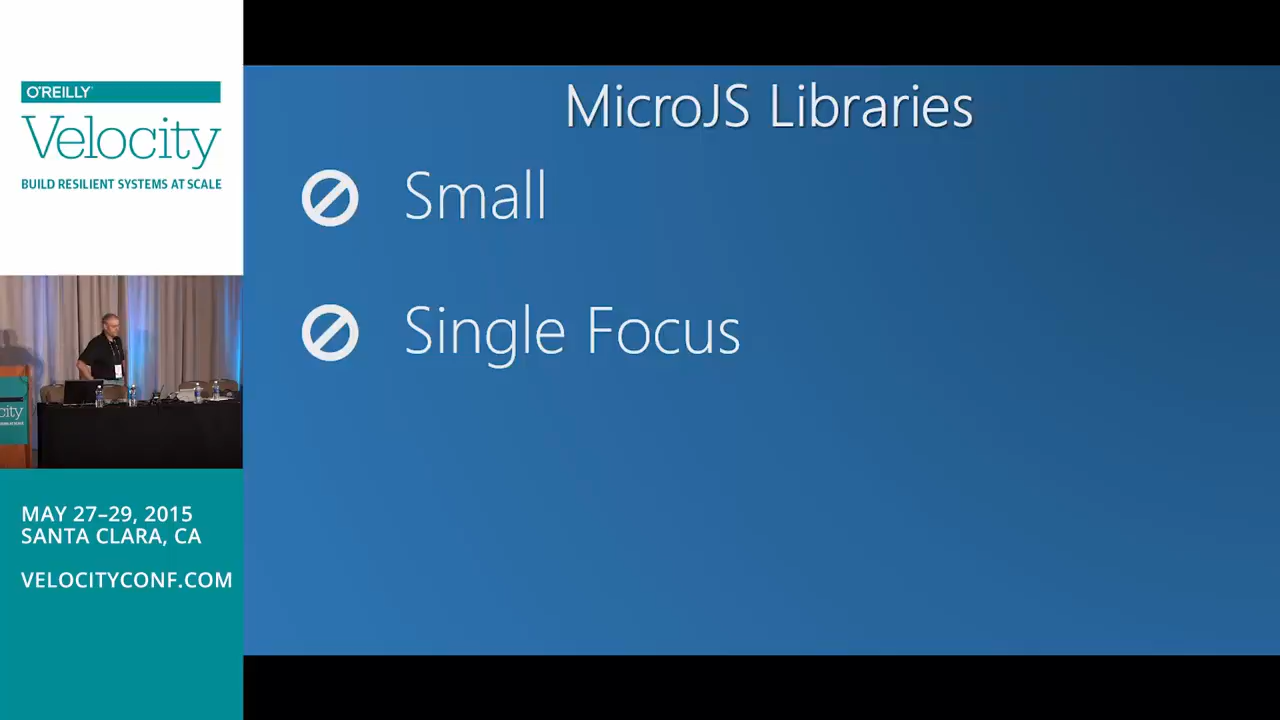 O'REILLY
Velocity
BUILD RESILIENT SYSTEMS AT SCALE
MicroJS Libraries
Small
Single Focus
city
MAY 27–29, 2015
SANTA CLARA, CA
VELOCITYCONF.COM